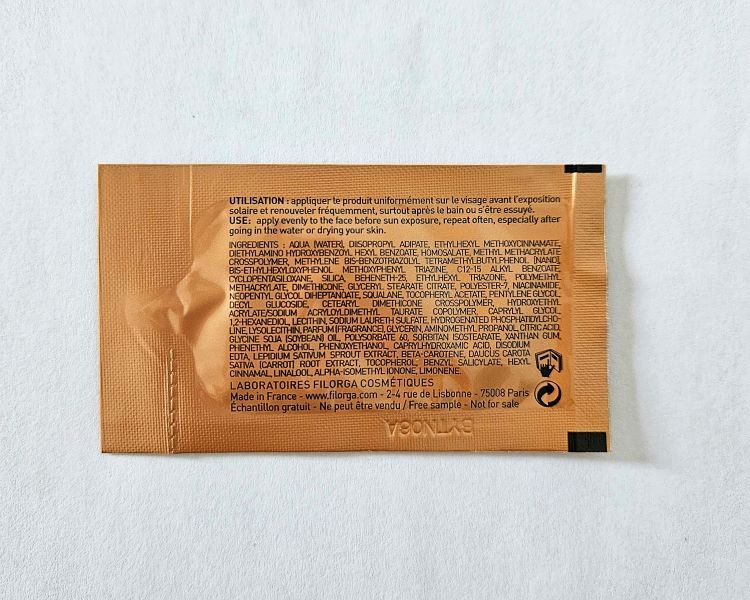 UTILISATION : appliquer le produit uniformément sur le visage avant l'exposition
solaire et renouveler fréquemment, surtout après le bain ou s'être essuyé.
USE : apply evenly to the face before sun exposure, repeat often, especially after
going in the water or drying your skin.
INGREDIENTS : AQUA (WATER), DIISOPROPYL ADIPATE, ETHYLHEXYL METHOXYCINNAMATE,
DIETHYLAMINO HYDROXYBENZOYL HEXYL BENZOATE, HOMOSALATE, METHYL METHACRYLATE
CROSSPOLYMER, METHYLENE BIS-BENZOTRIAZOLYL TETRAMETHYLBUTYLPHENOL [NANO],
BIS-ETHYLHEXYLOXYPHENOL METHOXYPHENYL TRIAZINE, C12-15 ALKYL BENZOATE,
CYCLOPENTASILOXANE, SILICA, BEHENETH-25, ETHYLHEXYL TRIAZONE, POLYMETHYL
METHACRYLATE, DIMETHICONE, GLYCERYL STEARATE CITRATE, POLYESTER-7, NIACINAMIDE,
NEOPENTYL GLYCOL DIHEPTANOATE, SQUALANE, TOCOPHERYL ACETATE, PENTYLENE GLYCOL,
DECYL GLUCOSIDE, CETEARYL DIMETHICONE CROSSPOLYMER, HYDROXYETHYL
ACRYLATE/SODIUM ACRYLOYLDIMETHYL TAURATE COPOLYMER, CAPRYLYL GLYCOL,
1,2-HEXANEDIOL, LECITHIN, SODIUM LAURETH SULFATE, HYDROGENATED PHOSPHATIDYLCHO-
LINE, LYSOLECITHIN, PARFUM (FRAGRANCE), GLYCERIN, AMINOMETHYL PROPANOL, CITRIC ACID,
GLYCINE SOJA (SOYBEAN) OIL, POLYSORBATE 60, SORBITAN ISOSTEARATE, XANTHAN GUM,
PHENETHYL ALCOHOL, PHENOXYETHANOL, CAPRYLHYDROXAMIC ACID, DISODIUM
EDTA, LEPIDIUM SATIVUM SPROUT EXTRACT, BETA-CAROTENE, DAUCUS CAROTA
SATIVA (CARROT) ROOT EXTRACT, TOCOPHEROL, BENZYL SALICYLATE, HEXYL
CINNAMAL, LINALOOL, ALPHA-ISOMETHYL IONONE, LIMONENE.
LABORATOIRES FILORGA COSMÉTIQUES
Made in France - www.filorga.com - 2-4 rue de Lisbonne - 75008 Paris
Échantillon gratuit - Ne peut être vendu / Free sample - Not for sale